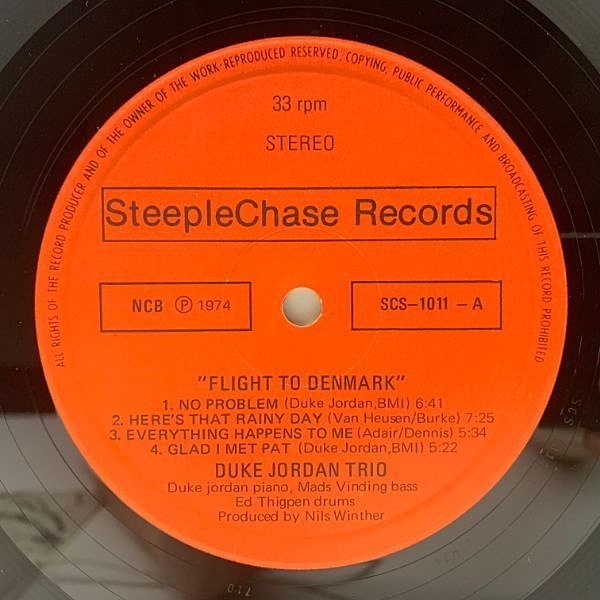 ALL RIGHTS OF THE RECORD PRODUCER AND OF THE OWNER OF THE WORK·REPRODUCED RESERVED. COPYING, PUBLIC PERFORMANCE AND BROADCASTING OF THIS RECORD PROHIBITED
33 rpm
STEREO
SteepleChase Records
NCB Ⓟ 1974
SCS–1011 – A
"FLIGHT TO DENMARK"
1. NO PROBLEM (Duke Jordan,BMI) 6:41
2. HERE'S THAT RAINY DAY (Van Heusen/Burke) 7:25
3. EVERYTHING HAPPENS TO ME (Adair/Dennis) 5:34
4. GLAD I MET PAT (Duke Jordan,BMI) 5:22
DUKE JORDAN TRIO
Duke jordan piano, Mads Vinding bass
Ed Thigpen drums
Produced by Nils Winther